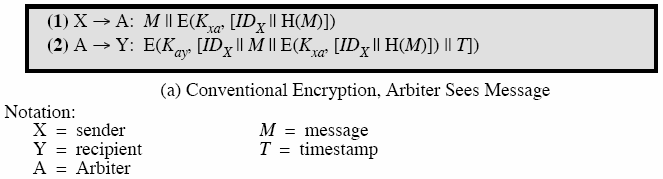 (1) X → A: M || E(Kxa, [IDX || H(M)])
(2) A → Y: E(Kay, [IDX || M || E(Kxa, [IDX || H(M)]) || T])
(a) Conventional Encryption, Arbiter Sees Message
Notation:
X = sender M = message
Y = recipient T = timestamp
A = Arbiter